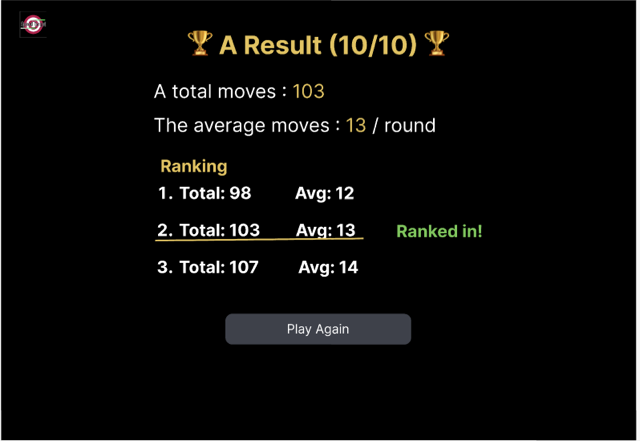 A Result (10/10)
A total moves : 103
The average moves : 13 / round
Ranking
1. Total: 98 Avg: 12
2. Total: 103 Avg: 13 Ranked in!
3. Total: 107 Avg: 14
Play Again